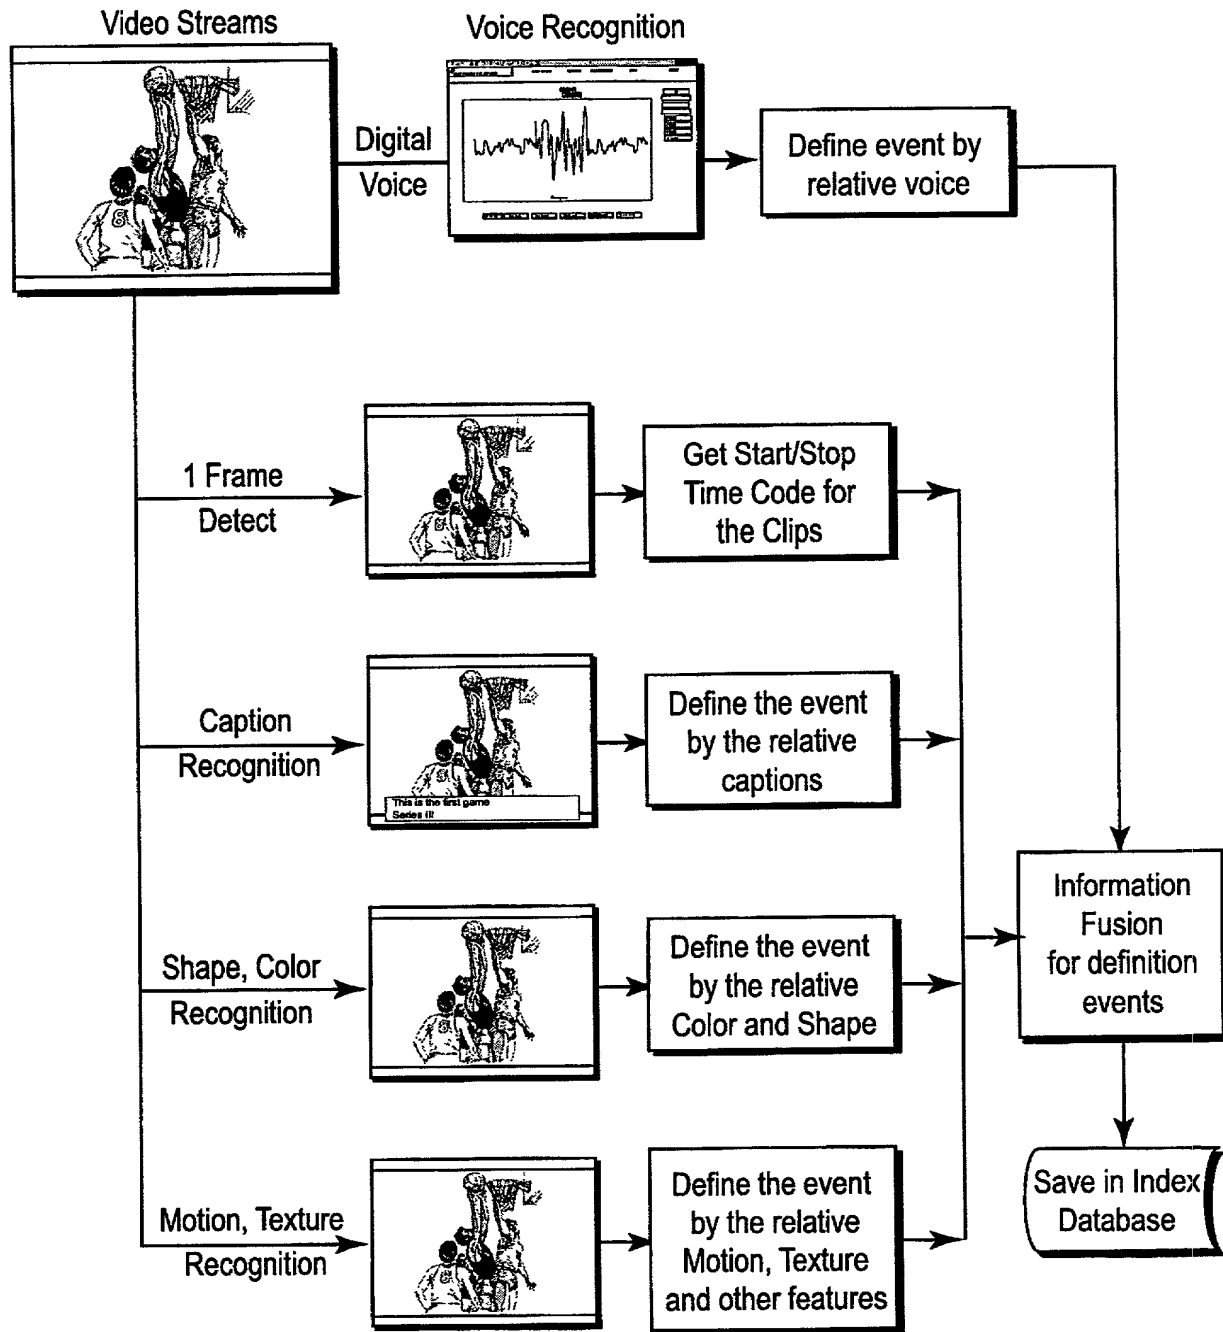 Video Streams
Voice Recognition
Digital
Voice
Define event by
relative voice
1 Frame
Detect
Get Start/Stop
Time Code for
the Clips
Caption
Recognition
This is the first game
Series II!
Define the event
by the relative
captions
Shape, Color
Recognition
Define the event
by the relative
Color and Shape
Information
Fusion
for definition
events
Motion, Texture
Recognition
Define the event
by the relative
Motion, Texture
and other features
Save in Index
Database